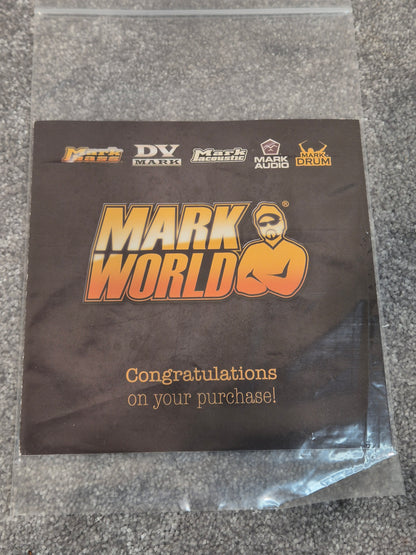 Mark Bass DV MARK Mark acoustic MARK AUDIO MARK DRUM
MARK ®
WORLD
Congratulations
on your purchase!